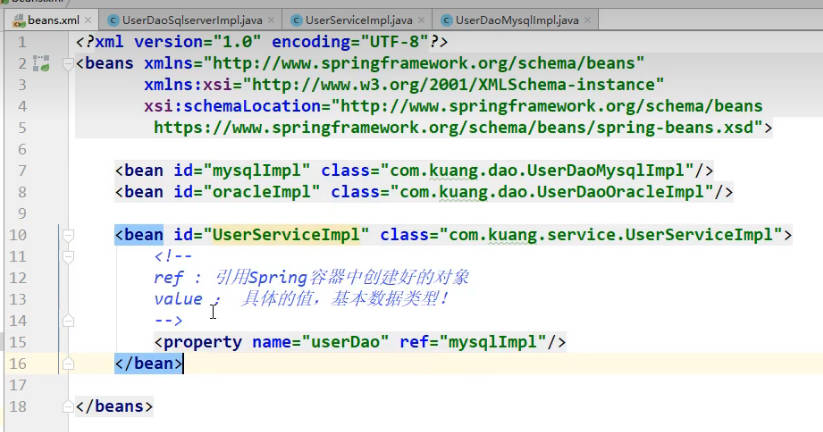 beans.xml
beans.xml × UserDaoSqlserverImpl.java × UserServiceImpl.java × UserDaoMysqlImpl.java ×
1 <?xml version="1.0" encoding="UTF-8"?>
2 <beans xmlns="http://www.springframework.org/schema/beans"
3 xmlns:xsi="http://www.w3.org/2001/XMLSchema-instance"
4 xsi:schemaLocation="http://www.springframework.org/schema/beans
5 https://www.springframework.org/schema/beans/spring-beans.xsd">
6
7 <bean id="mysqlImpl" class="com.kuang.dao.UserDaoMysqlImpl"/>
8 <bean id="oracleImpl" class="com.kuang.dao.UserDaoOracleImpl"/>
9
10 <bean id="UserServiceImpl" class="com.kuang.service.UserServiceImpl">
11 <!--
12 ref : 引用Spring容器中创建好的对象
13 value : 具体的值，基本数据类型！
14 -->
15 <property name="userDao" ref="mysqlImpl"/>
16 </bean>
17
18 </beans>